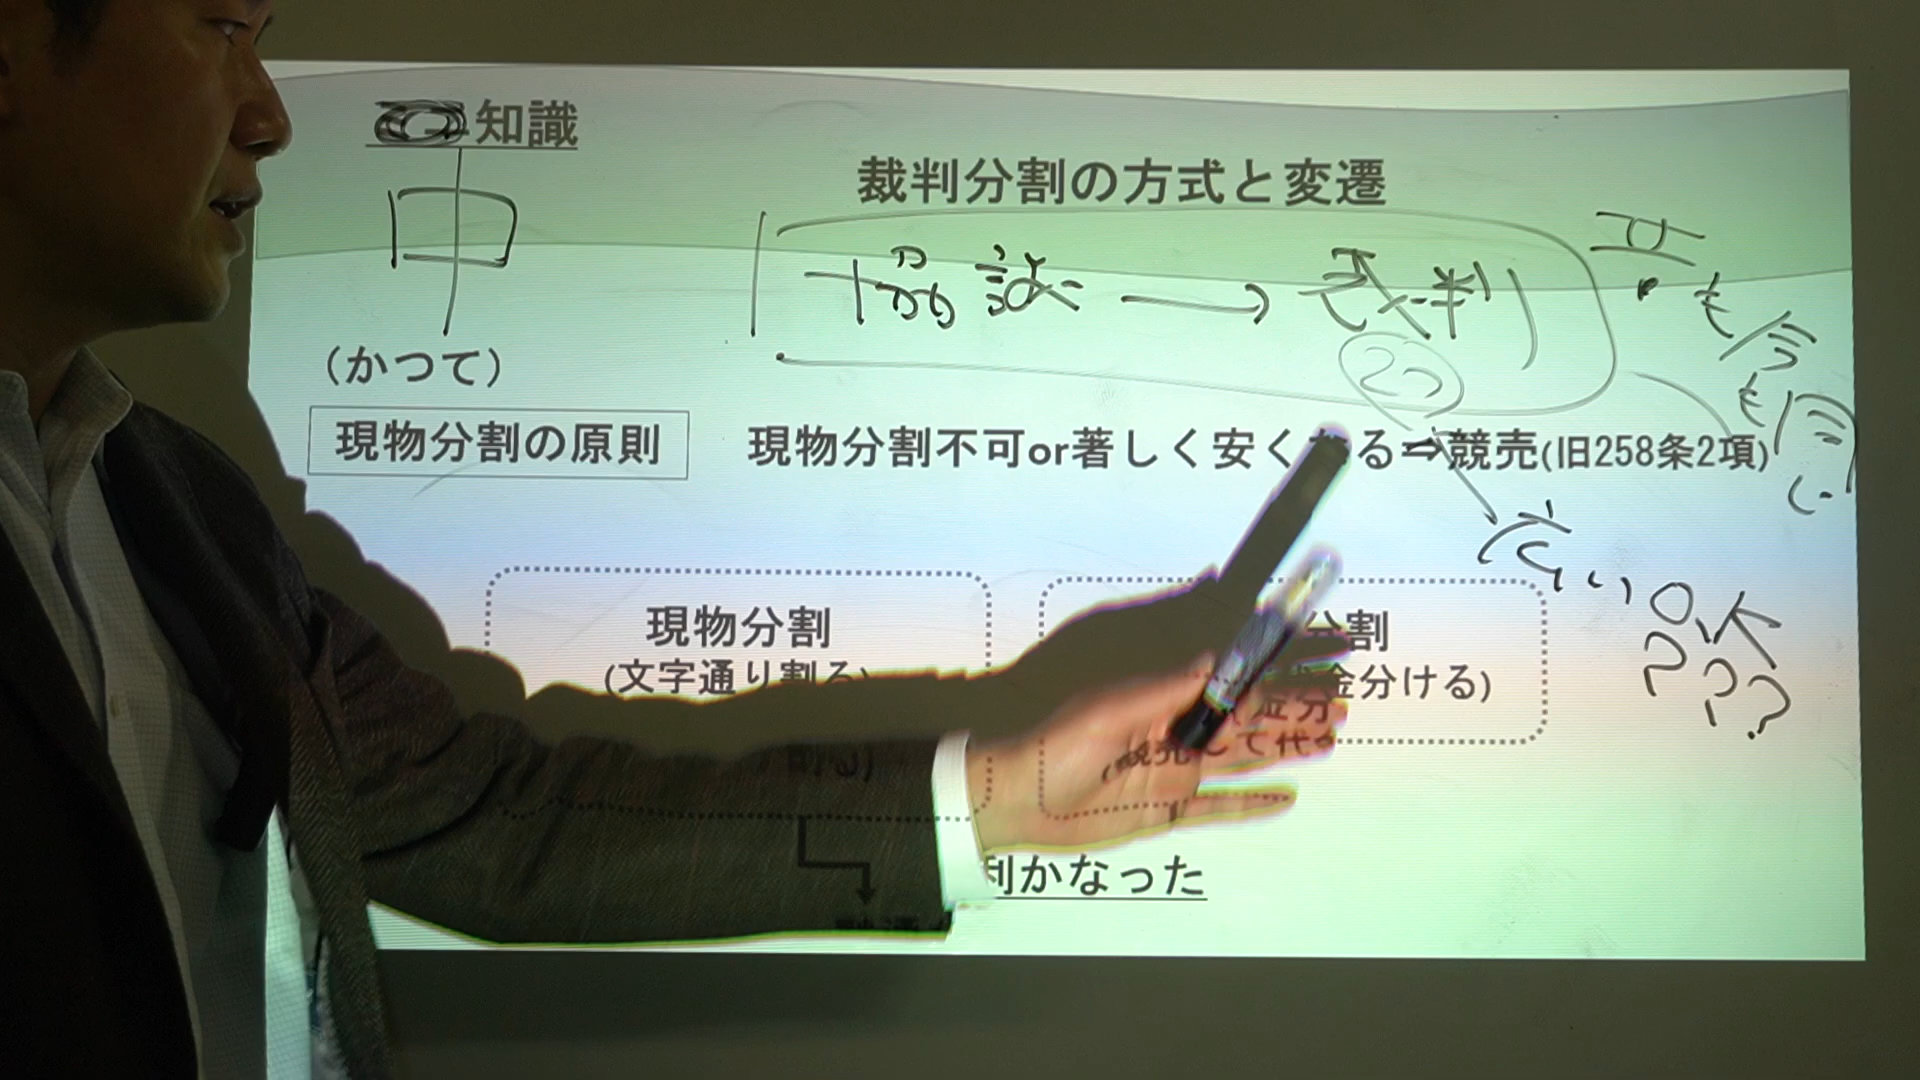 知識
中
裁判分割の方式と変遷
協議 → 裁判
昔も今も同じ
(かつて)
現物分割の原則
現物分割不可or著しく安くなる⇒競売(旧258条2項)
広い
OK
???
現物分割
(文字通り割る)
分割
金分ける)
利かなった